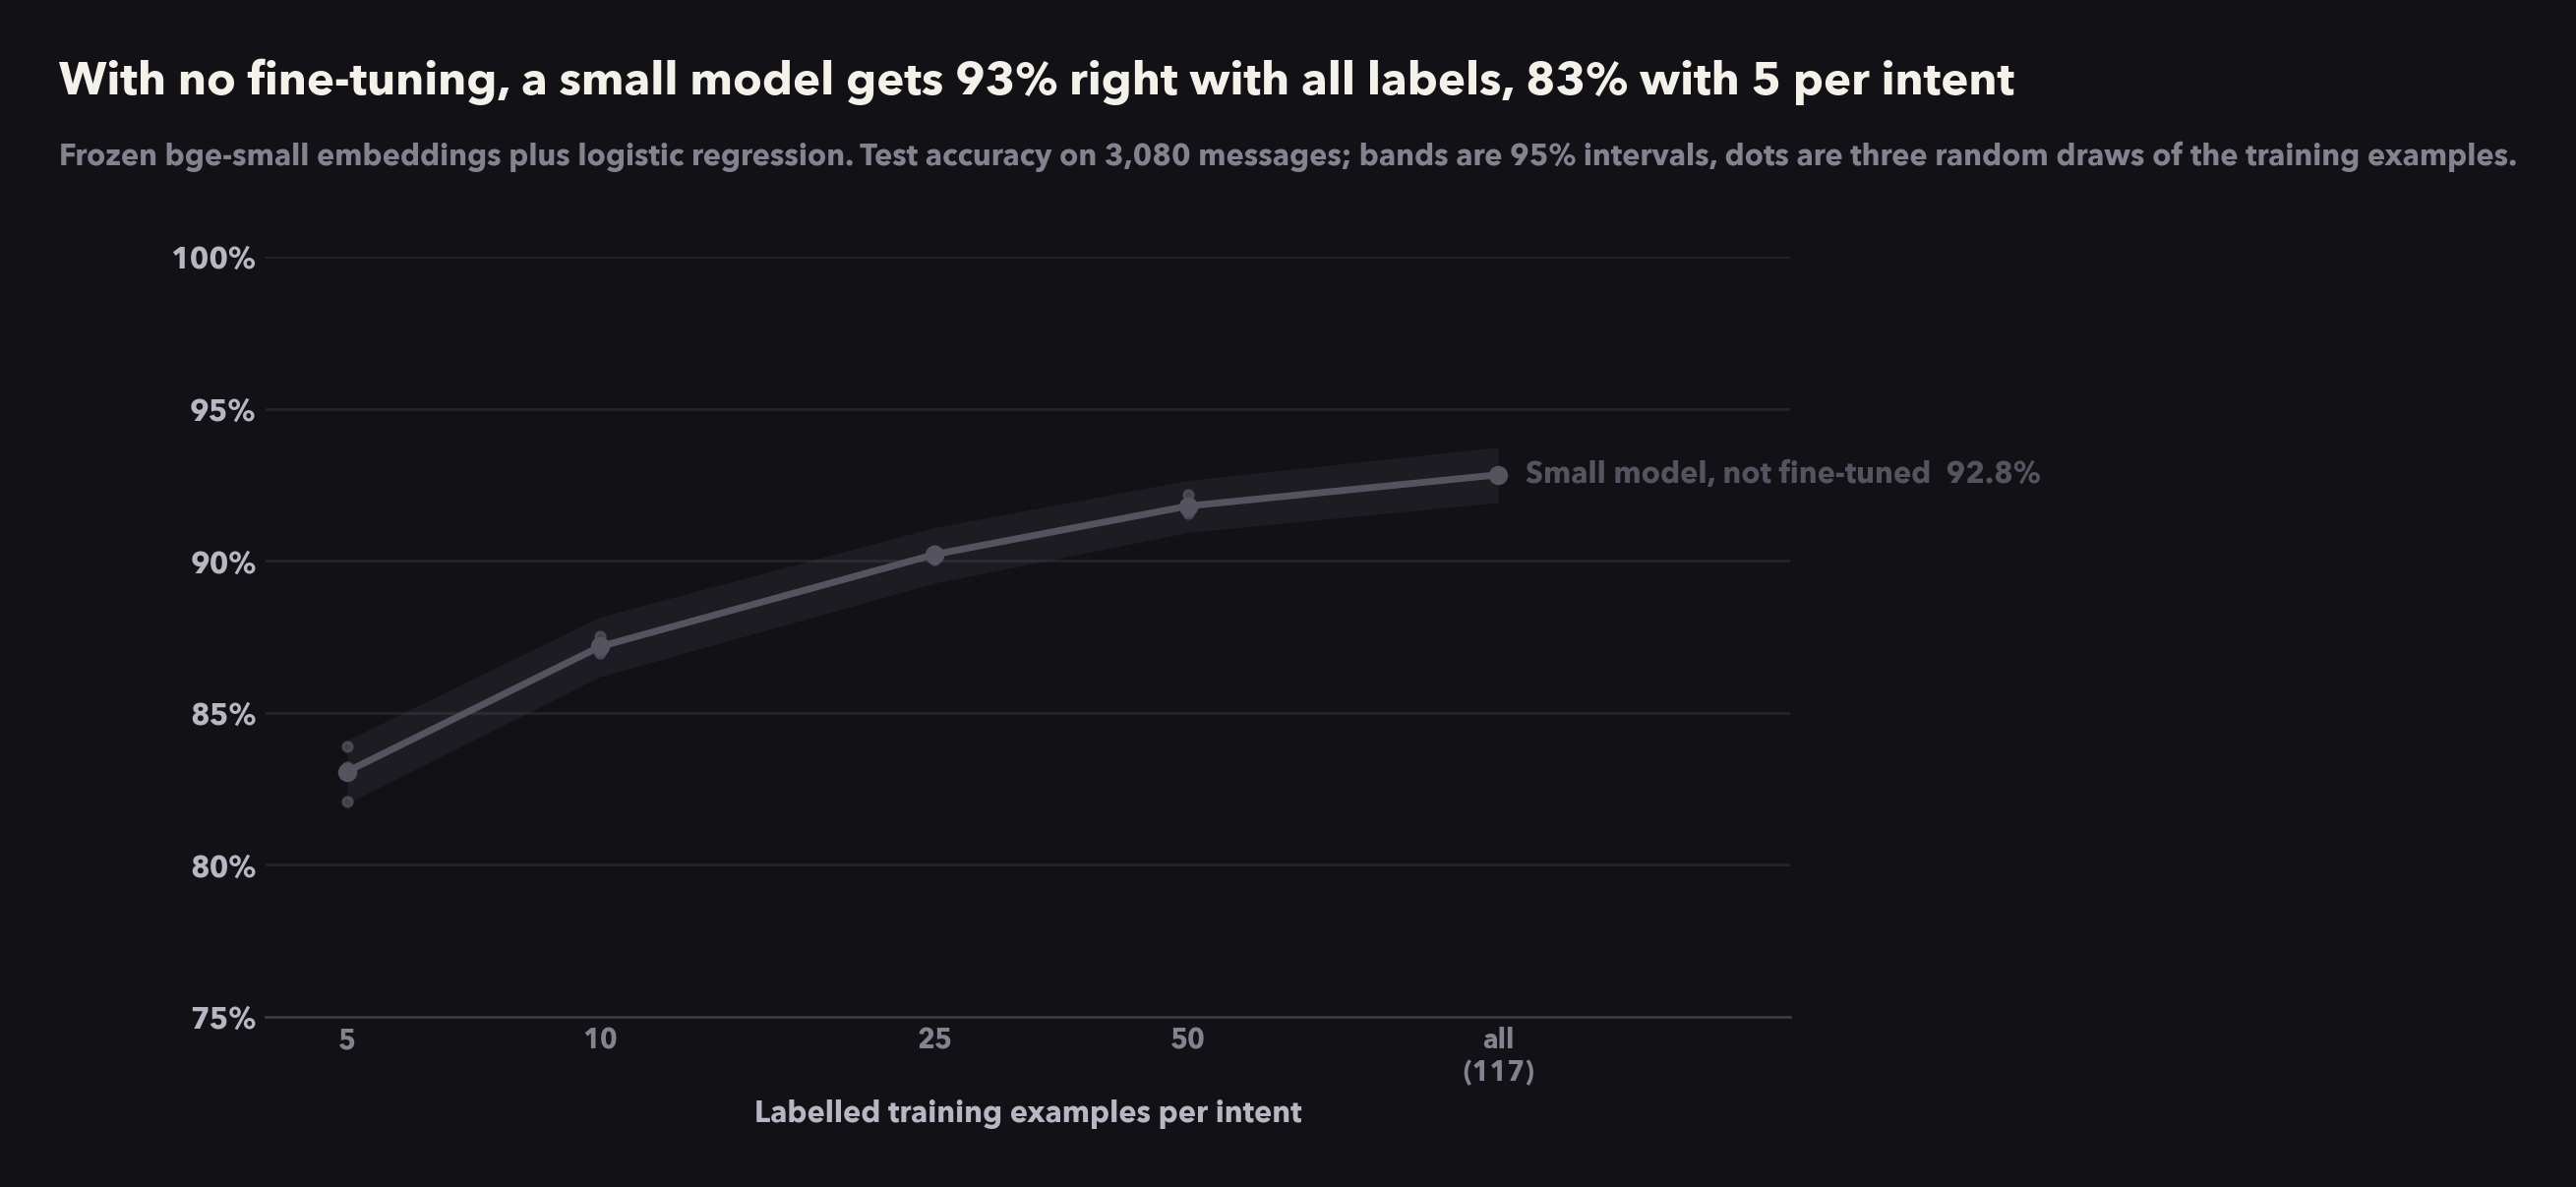 With no fine-tuning, a small model gets 93% right with all labels, 83% with 5 per intent
Frozen bge-small embeddings plus logistic regression. Test accuracy on 3,080 messages; bands are 95% intervals, dots are three random draws of the training examples.
100%
95%
Small model, not fine-tuned 92.8%
90%
85%
80%
75%
5 10 25 50 all
(117)
Labelled training examples per intent